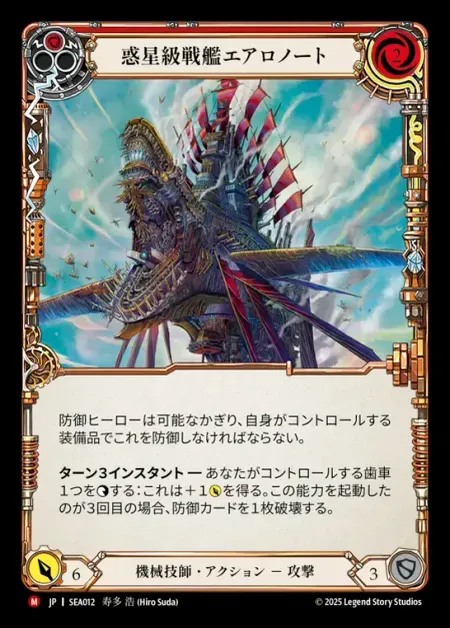 惑星級戦艦エアロノート
防御ヒーローは可能なかぎり、自身がコントロールする
装備品でこれを防御しなければならない。
ターン3インスタント ー あなたがコントロールする歯車
1つを する：これは＋1 を得る。この能力を起動した
のが3回目の場合、防御カードを1枚破壊する。
6
機械技師・アクション － 攻撃
3
M JP SEA012 寿多 浩 (Hiro Suda)
© 2025 Legend Story Studios